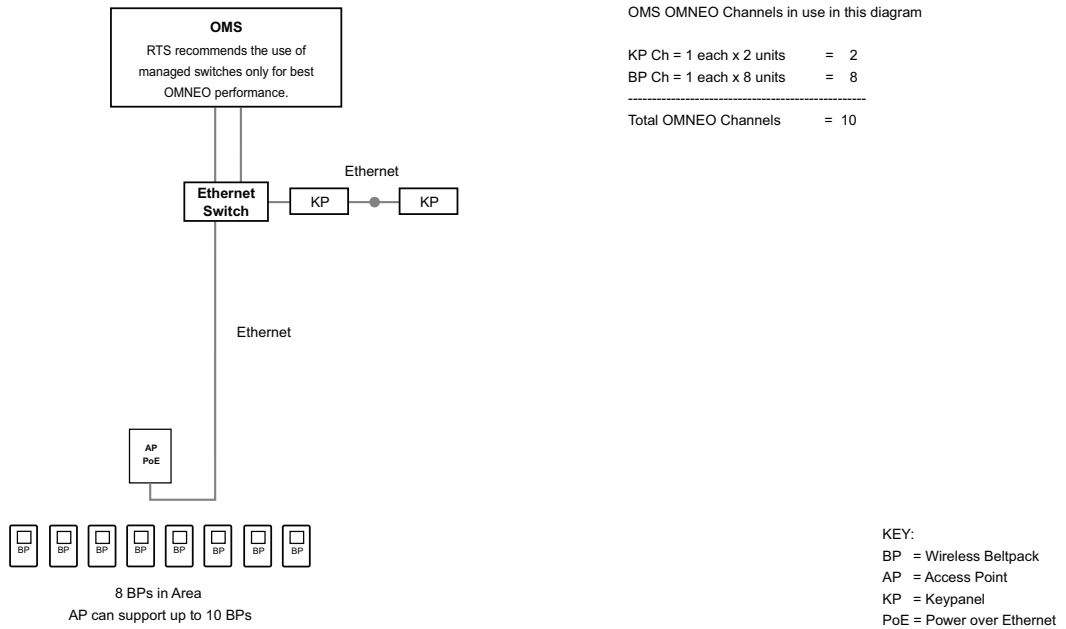 OMS
RTS recommends the use of
managed switches only for best
OMNEO performance.
OMS OMNEO Channels in use in this diagram
KP Ch = 1 each x 2 units = 2
BP Ch = 1 each x 8 units = 8
--------------------------------------------------
Total OMNEO Channels = 10
Ethernet
Ethernet
Switch
KP
KP
Ethernet
AP
PoE
BP
BP
BP
BP
BP
BP
BP
BP
8 BPs in Area
AP can support up to 10 BPs
KEY:
BP = Wireless Beltpack
AP = Access Point
KP = Keypanel
PoE = Power over Ethernet